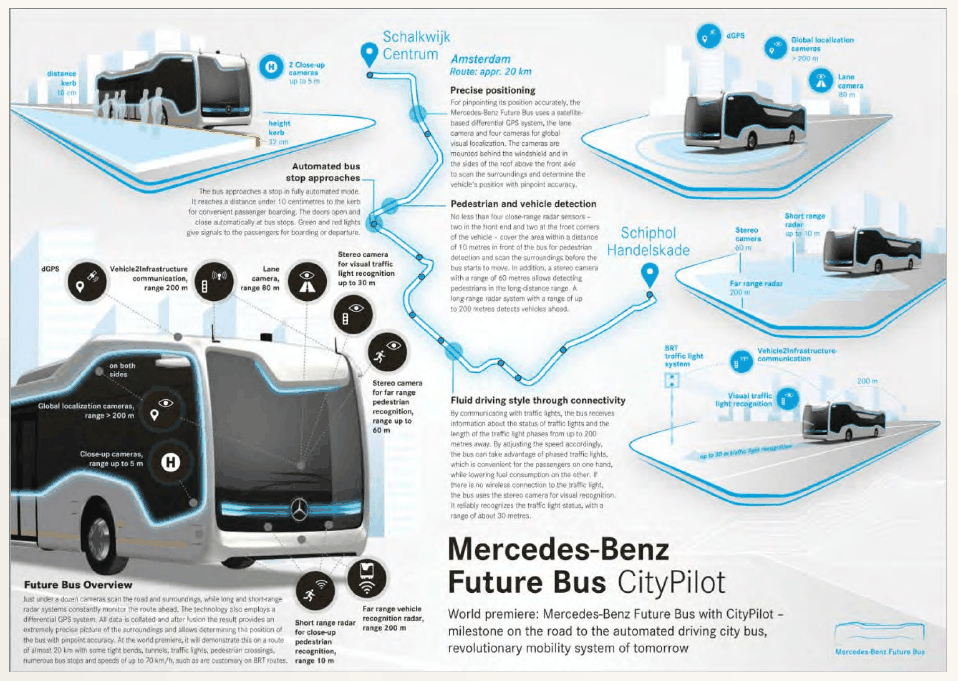 distance
kerb
10 cm
2 Close-up
cameras
up to 5 m
height
kerb
32 cm
Schalkwijk
Centrum
Amsterdam
Route: appr. 20 km
Precise positioning
For pinpointing its position accurately, the
Mercedes-Benz Future Bus uses a satellite-
based differential GPS system, the lane
camera and four cameras for global
visual localization. The cameras are
mounted behind the windshield and in
the sides of the roof above the front axle
to scan the surroundings and determine the
vehicle's position with pinpoint accuracy.
dGPS
Global localization
cameras
> 200 m
Lane
camera
80 m
Automated bus
stop approaches
The bus approaches a stop in fully automated mode.
It reaches a distance under 10 centimetres to the kerb
for convenient passenger boarding. The doors open and
close automatically at bus stops. Green and red lights
give signals to the passengers for boarding or departure.
Pedestrian and vehicle detection
No less than four close-range radar sensors –
two in the front end and two at the front corners
of the vehicle – cover the area within a distance
of 10 metres in front of the bus for pedestrian
detection and scan the surroundings before the
bus starts to move. In addition, a stereo camera
with a range of 60 metres allows detecting
pedestrians in the long-distance range. A
long-range radar system with a range of up
to 200 metres detects vehicles ahead.
Schiphol
Handelskade
Stereo
camera
60 m
Short range
radar
up to 10 m
Far range radar
200 m
dGPS
Vehicle2Infrastructure
communication,
range 200 m
Lane
camera,
range 80 m
Stereo camera
for visual traffic
light recognition
up to 30 m
on both
sides
Global localization cameras,
range > 200 m
Close-up cameras,
range up to 5 m
H
H
Stereo camera
for far range
pedestrian
recognition,
range up to
60 m
Fluid driving style through connectivity
By communicating with traffic lights, the bus receives
information about the status of traffic lights and the
length of the traffic light phases from up to 200
metres away. By adjusting the speed accordingly,
the bus can take advantage of phased traffic lights,
which is convenient for the passengers on one hand,
while lowering fuel consumption on the other. If
there is no wireless connection to the traffic light,
the bus uses the stereo camera for visual recognition.
It reliably recognizes the traffic light status, with a
range of about 30 metres.
BRT
traffic light
system
Vehicle2Infrastructure-
communication
200 m
Visual traffic
light recognition
up to 30 m traffic light recognition
Future Bus Overview
Just under a dozen cameras scan the road and surroundings, while long and short-range
radar systems constantly monitor the route ahead. The technology also employs a
differential GPS system. All data is collated and after fusion the result provides an
extremely precise picture of the surroundings and allows determining the position of
the bus with pinpoint accuracy. At the world premiere, it will demonstrate this on a route
of almost 20 km with some tight bends, tunnels, traffic lights, pedestrian crossings,
numerous bus stops and speeds of up to 70 km/h, such as are customary on BRT routes.
Short range radar
for close-up
pedestrian
recognition,
range 10 m
Far range vehicle
recognition radar,
range 200 m
Mercedes-Benz
Future Bus CityPilot
World premiere: Mercedes-Benz Future Bus with CityPilot –
milestone on the road to the automated driving city bus,
revolutionary mobility system of tomorrow
Mercedes-Benz Future Bus